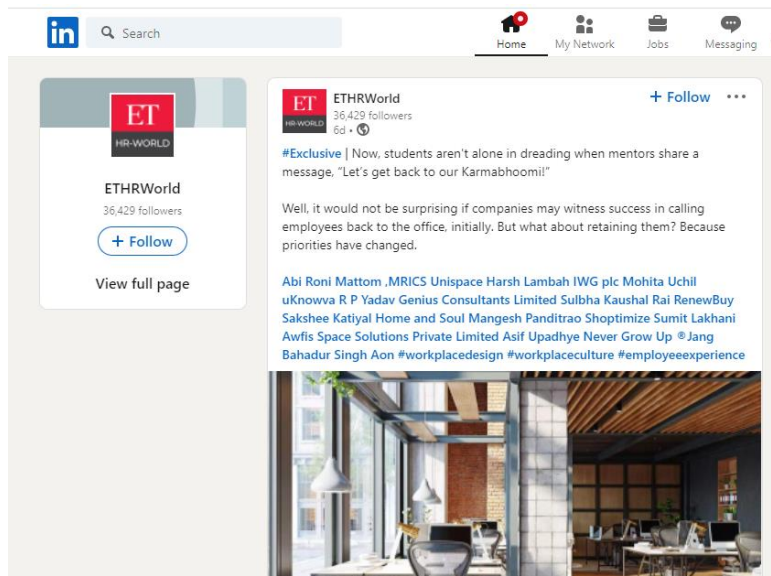 in
Search
Home
My Network
Jobs
Messaging
ET
HR-WORLD
ETHRWorld
36,429 followers
+ Follow
View full page
ET
HR-WORLD
ETHRWorld
36,429 followers
6d •
+ Follow
#Exclusive | Now, students aren't alone in dreading when mentors share a
message, "Let's get back to our Karmabhoomi!"
Well, it would not be surprising if companies may witness success in calling
employees back to the office, initially. But what about retaining them? Because
priorities have changed.
Abi Roni Mattom ,MRICS Unispace Harsh Lambah IWG plc Mohita Uchil
uKnowva R P Yadav Genius Consultants Limited Sulbha Kaushal Rai RenewBuy
Sakshee Katiyal Home and Soul Mangesh Panditrao Shoptimize Sumit Lakhani
Awfis Space Solutions Private Limited Asif Upadhye Never Grow Up ®Jang
Bahadur Singh Aon #workplacedesign #workplaceculture #employeeexperience